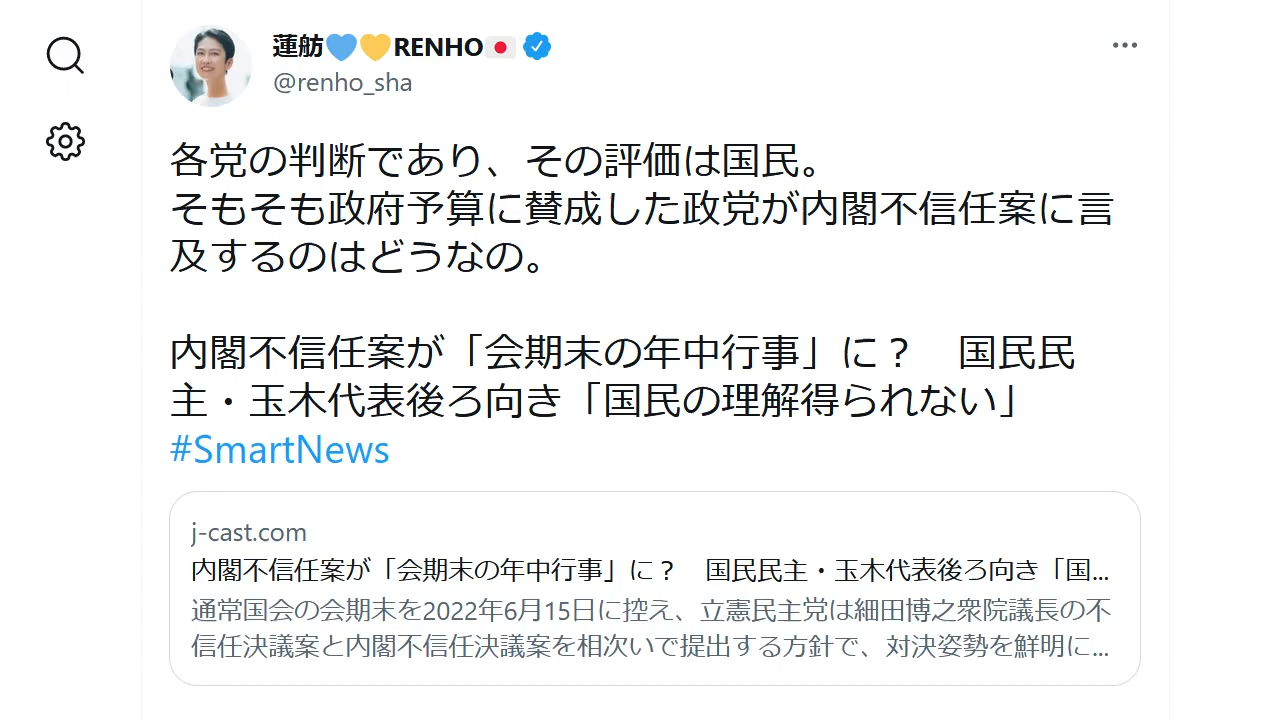 蓮舫💙💛RENHO🇯🇵
@renho_sha
各党の判断であり、その評価は国民。
そもそも政府予算に賛成した政党が内閣不信任案に言
及するのはどうなの。
内閣不信任案が「会期末の年中行事」に？　国民民
主・玉木代表後ろ向き「国民の理解得られない」
#SmartNews
j-cast.com
内閣不信任案が「会期末の年中行事」に？　国民民主・玉木代表後ろ向き「国...
通常国会の会期末を2022年6月15日に控え、立憲民主党は細田博之衆院議長の不
信任決議案と内閣不信任決議案を相次いで提出する方針で、対決姿勢を鮮明に...